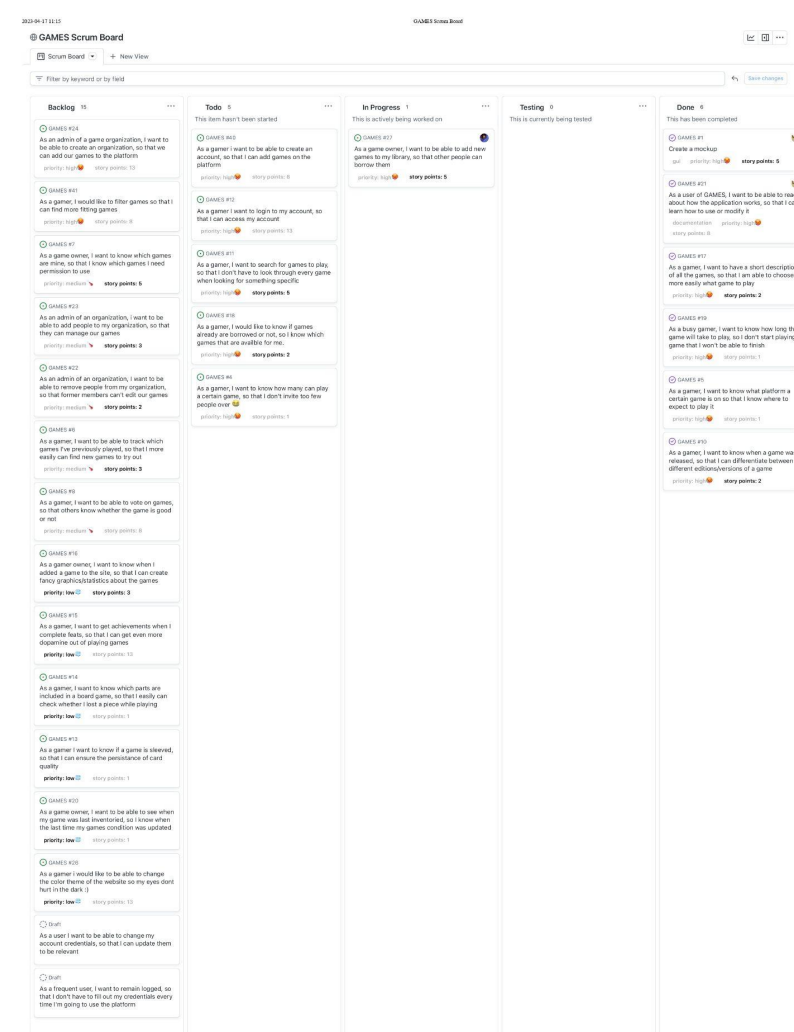 2023-04-17 11:15
GAMES Scrum Board
GAMES Scrum Board
Scrum Board
+ New View
Filter by keyword or by field
Save changes
Backlog 15
GAMES #24
As an admin of a game organization, I want to
be able to create an organization, so that we
can add our games to the platform
priority: high story points: 13
GAMES #41
As a gamer, I would like to filter games so that I
can find more fitting games
priority: high story points: 8
GAMES #7
As a game owner, I want to know which games
are mine, so that I know which games I need
permission to use
priority: medium story points: 5
GAMES #23
As an admin of an organization, i want to be
able to add people to my organization, so that
they can manage our games
priority: medium story points: 3
GAMES #22
As an admin of an organization, I want to be
able to remove people from my organization,
so that former members can't edit our games
priority: medium story points: 2
GAMES #6
As a gamer, I want to be able to track which
games I've previously played, so that I more
easily can find new games to try out
priority: medium story points: 3
GAMES #8
As a gamer, I want to be able to vote on games,
so that others know whether the game is good
or not
priority: medium story points: 8
GAMES #16
As a gamer owner, I want to know when I
added a game to the site, so that I can create
fancy graphics/statistics about the games
priority: low story points: 3
GAMES #15
As a gamer, I want to get achievements when I
complete feats, so that I can get even more
dopamine out of playing games
priority: low story points: 13
GAMES #14
As a gamer, I want to know which parts are
included in a board game, so that I easily can
check whether I lost a piece while playing
priority: low story points: 1
GAMES #13
As a gamer I want to know if a game is sleeved,
so that I can ensure the persistance of card
quality
priority: low story points: 1
GAMES #20
As a game owner, I want to be able to see when
my game was last inventoried, so I know when
the last time my games condition was updated
priority: low story points: 1
GAMES #26
As a gamer i would like to be able to change
the color theme of the website so my eyes dont
hurt in the dark :)
priority: low story points: 13
Draft
As a user I want to be able to change my
account credentials, so that I can update them
to be relevant
Draft
As a frequent user, I want to remain logged, so
that I don't have to fill out my credentials every
time I'm going to use the platform
Todo 5
This item hasn't been started
GAMES #40
As a gamer i want to be able to create an
account, so that I can add games on the
platform
priority: high story points: 8
GAMES #12
As a gamer I want to login to my account, so
that I can access my account
priority: high story points: 13
GAMES #11
As a gamer, I want to search for games to play,
so that I don't have to look through every game
when looking for something specific
priority: high story points: 5
GAMES #18
As a gamer, I would like to know if games
already are borrowed or not, so I know which
games that are availble for me.
priority: high story points: 2
GAMES #4
As a gamer, I want to know how many can play
a certain game, so that I don't invite too few
people over 😂
priority: high story points: 1
In Progress 1
This is actively being worked on
GAMES #27
As a game owner, I want to be able to add new
games to my library, so that other people can
borrow them
priority: high story points: 5
Testing 0
This is currently being tested
Done 6
This has been completed
GAMES #1
Create a mockup
gui priority: high story points: 5
GAMES #21
As a user of GAMES, I want to be able to rea
about how the application works, so that I ca
learn how to use or modify it
documentation priority: high
story points: 8
GAMES #17
As a gamer, I want to have a short descriptio
of all the games, so that I am able to choose
more easily what game to play
priority: high story points: 2
GAMES #19
As a busy gamer, I want to know how long th
game will take to play, so i don't start playing
game that I won't be able to finish
priority: high story points: 1
GAMES #5
As a gamer, I want to know what platform a
certain game is on so that I know where to
expect to play it
priority: high story points: 1
GAMES #10
As a gamer, I want to know when a game wa
released, so that I can differentiate between
different editions/versions of a game
priority: high story points: 2